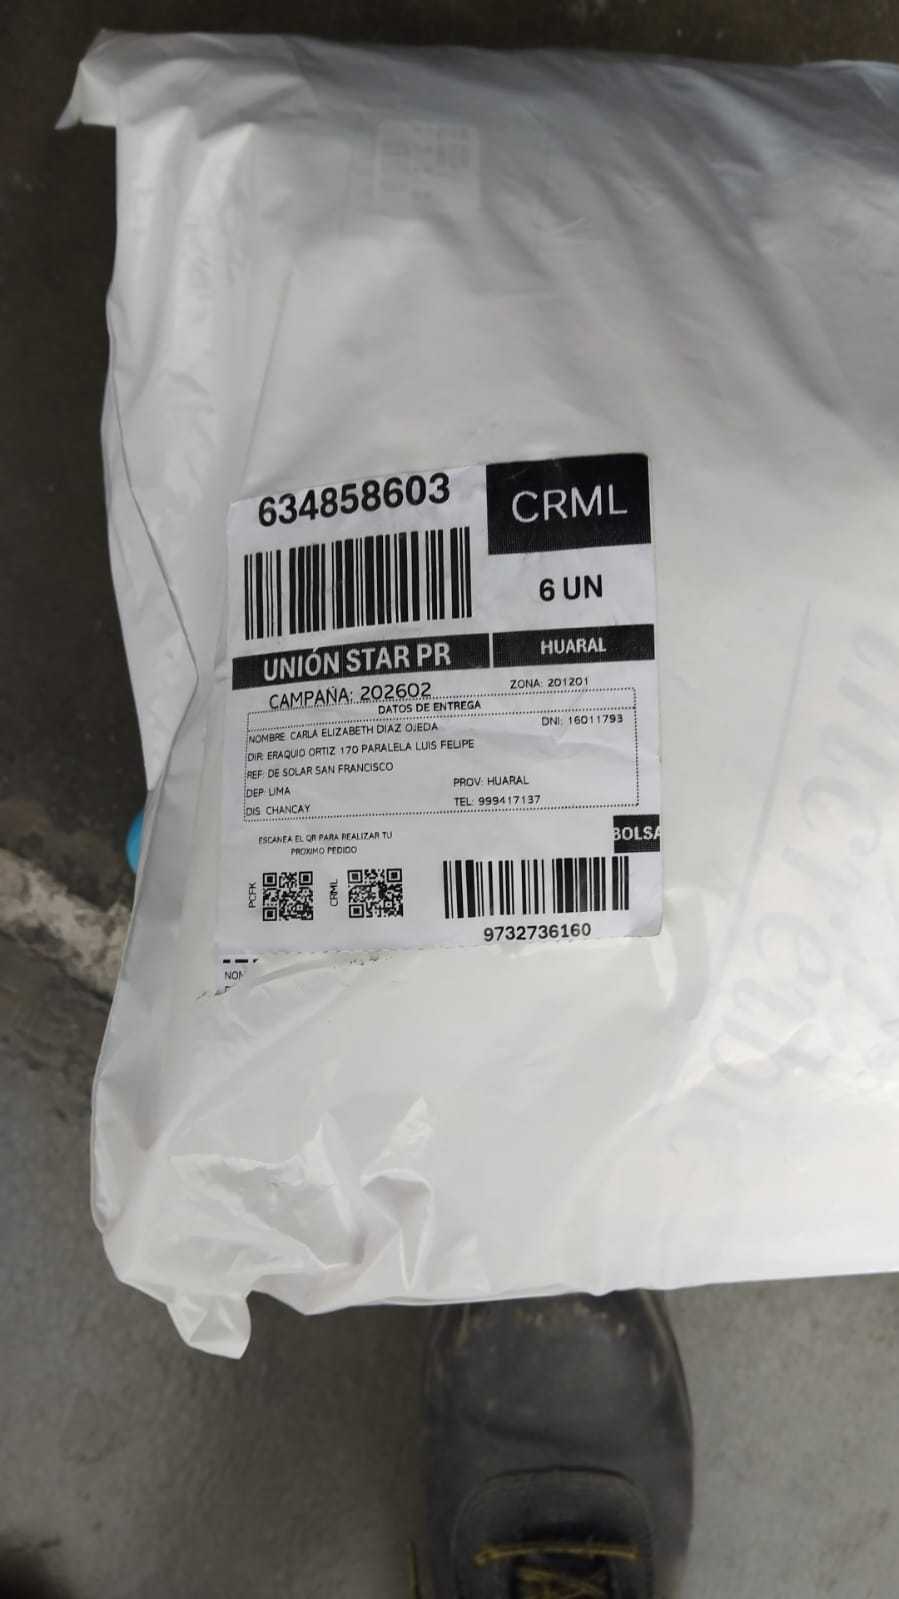 634858603
CRML
6 UN
UNIÓN STAR PR
HUARAL
CAMPAÑA: 202602
ZONA: 201201
DATOS DE ENTREGA
NOMBRE: CARLA ELIZABETH DIAZ OJEDA
DNI: 16011793
DIR: ERAQUIO ORTIZ 170 PARALELA LUIS FELIPE
REF: DE SOLAR SAN FRANCISCO
DEP: LIMA
PROV: HUARAL
DIS: CHANCAY
TEL: 999417137
ESCANEA EL QR PARA REALIZAR TU
PROXIMO PEDIDO
BOLSA
PCFK
CRML
9732736160